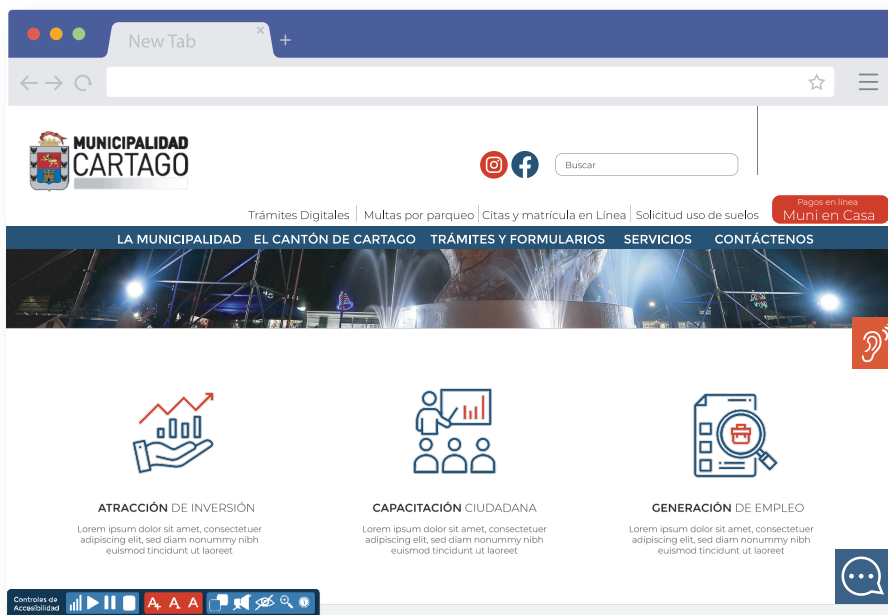 New Tab
MUNICIPALIDAD
CARTAGO
Buscar
Trámites Digitales
Multas por parqueo
Citas y matrícula en Línea
Solicitud uso de suelos
Pagos en línea
Muni en Casa
LA MUNICIPALIDAD
EL CANTÓN DE CARTAGO
TRÁMITES Y FORMULARIOS
SERVICIOS
CONTÁCTENOS
ATRACCIÓN DE INVERSIÓN
Lorem ipsum dolor sit amet, consectetuer
adipiscing elit, sed diam nonummy nibh
euismod tincidunt ut laoreet
CAPACITACIÓN CIUDADANA
Lorem ipsum dolor sit amet, consectetuer
adipiscing elit, sed diam nonummy nibh
euismod tincidunt ut laoreet
GENERACIÓN DE EMPLEO
Lorem ipsum dolor sit amet, consectetuer
adipiscing elit, sed diam nonummy nibh
euismod tincidunt ut laoreet
Controles de
Accesibilidad
A+ A A